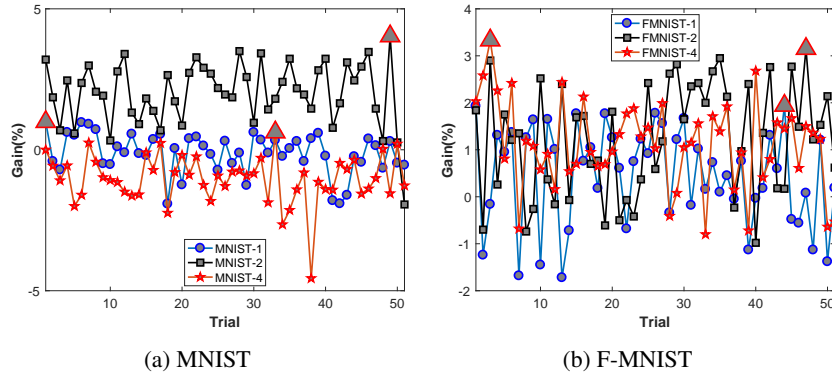 5
0
-5
Gain(%)
10
20
30
40
50
Trial
MNIST-1
MNIST-2
MNIST-4
(a) MNIST
4
3
2
1
0
-1
-2
Gain(%)
10
20
30
40
50
Trial
FMNIST-1
FMNIST-2
FMNIST-4
(b) F-MNIST